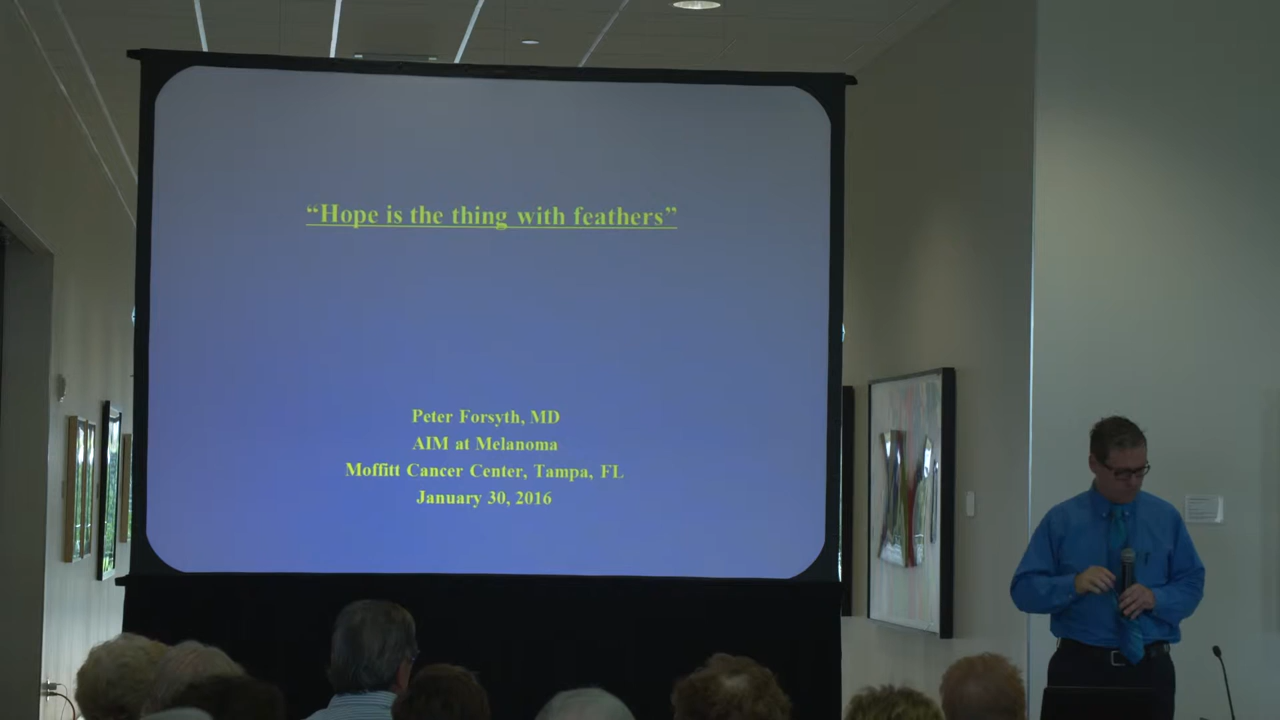 “Hope is the thing with feathers”
Peter Forsyth, MD
AIM at Melanoma
Moffitt Cancer Center, Tampa, FL
January 30, 2016